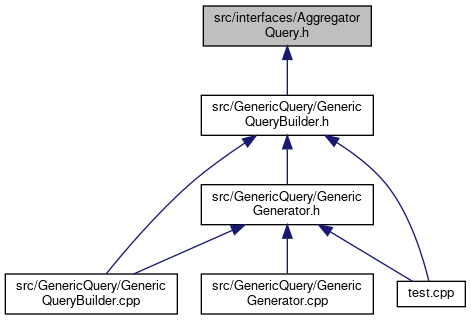 src/interfaces/Aggregator
Query.h
src/GenericQuery/Generic
QueryBuilder.h
src/GenericQuery/Generic
Generator.h
src/GenericQuery/Generic
QueryBuilder.cpp
src/GenericQuery/Generic
Generator.cpp
test.cpp